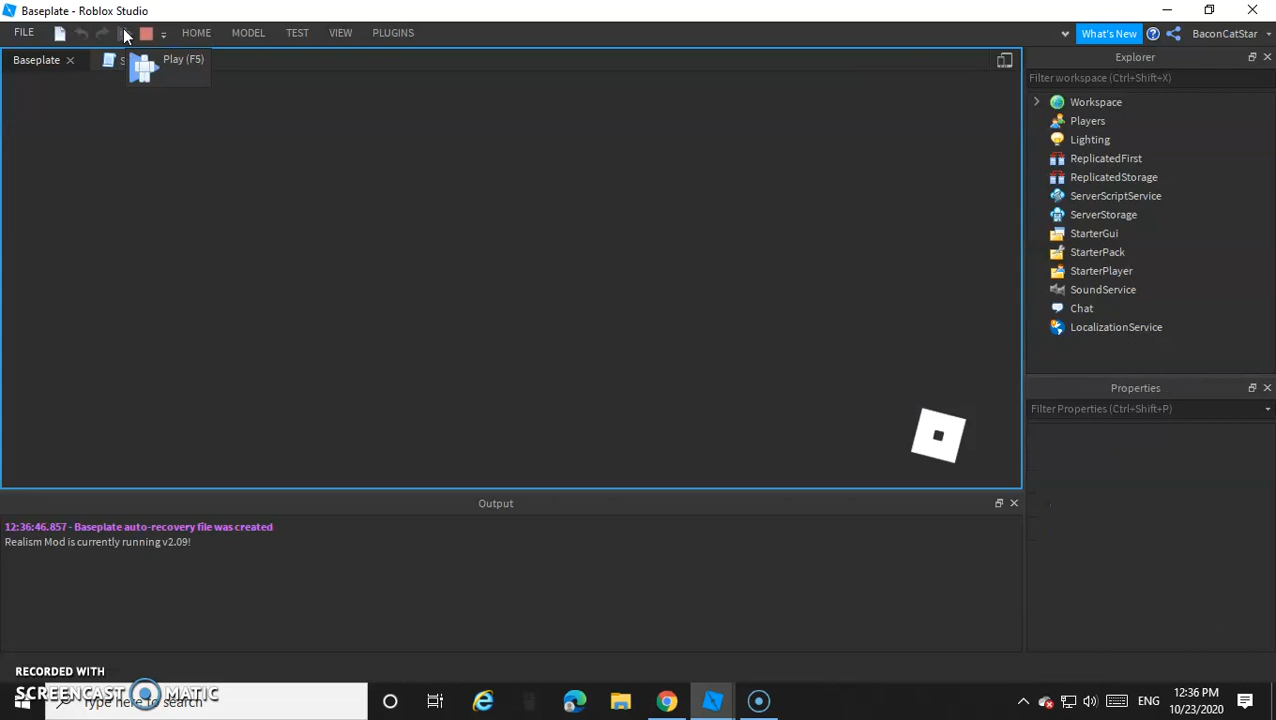 Baseplate - Roblox Studio
FILE
HOME
MODEL
TEST
VIEW
PLUGINS
What's New
BaconCatStar
Baseplate
S
Play (F5)
Explorer
Filter workspace (Ctrl+Shift+X)
Workspace
Players
Lighting
ReplicatedFirst
ReplicatedStorage
ServerScriptService
ServerStorage
StarterGui
StarterPack
StarterPlayer
SoundService
Chat
LocalizationService
Properties
Filter Properties (Ctrl+Shift+P)
Output
12:36:46.857 - Baseplate auto-recovery file was created
Realism Mod is currently running v2.09!
RECORDED WITH
SCREENCAST MATIC
Type here to search
ENG
12:36 PM
10/23/2020